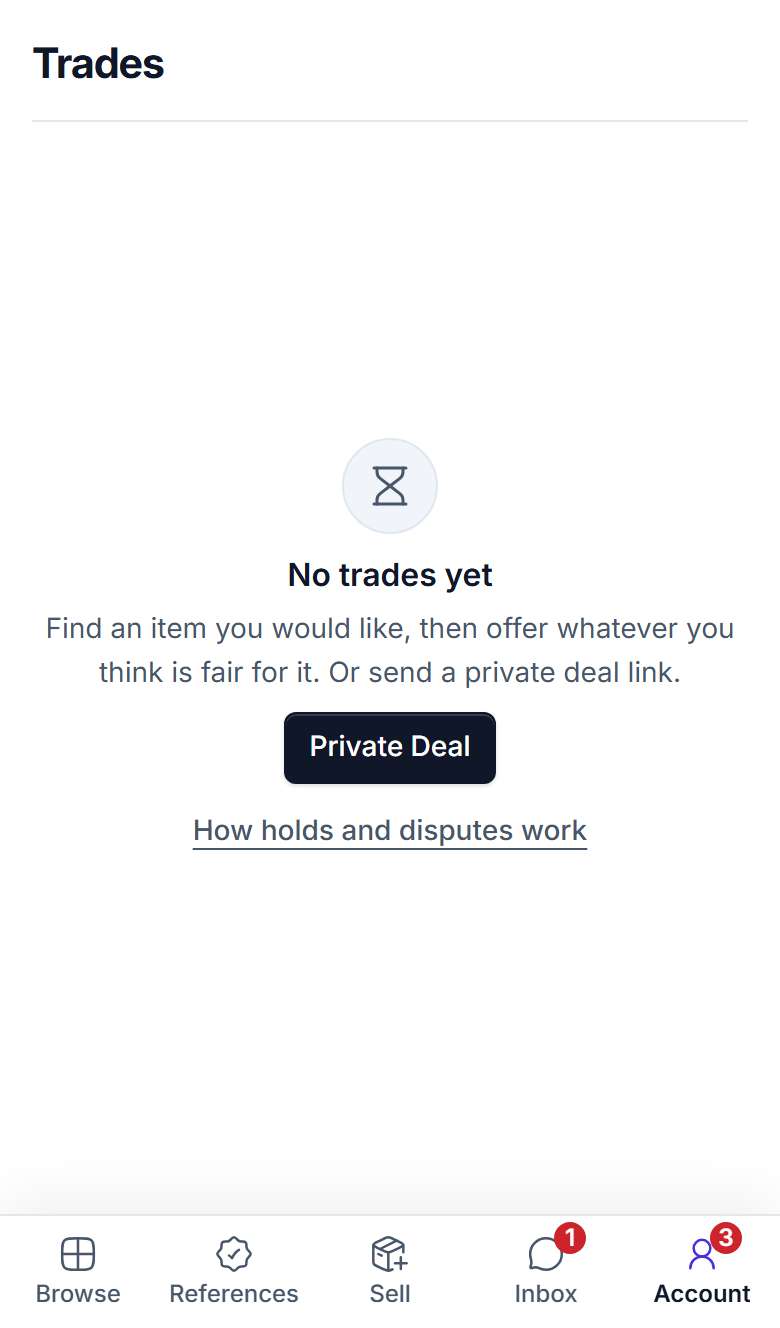 Trades
No trades yet
Find an item you would like, then offer whatever you
think is fair for it. Or send a private deal link.
Private Deal
How holds and disputes work
1
3
Browse
References
Sell
Inbox
Account